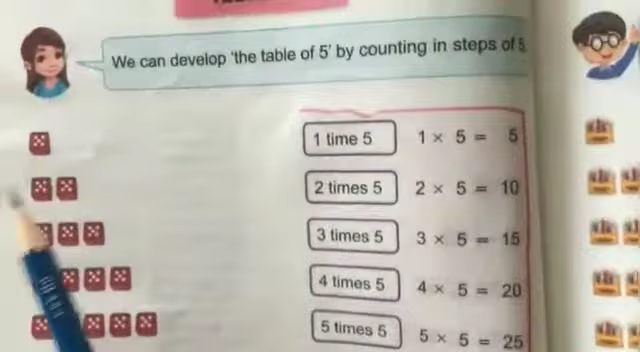 We can develop 'the table of 5' by counting in steps of 5
1 time 5 1 × 5 = 5
2 times 5 2 × 5 = 10
3 times 5 3 × 5 = 15
4 times 5 4 × 5 = 20
5 times 5 5 × 5 = 25